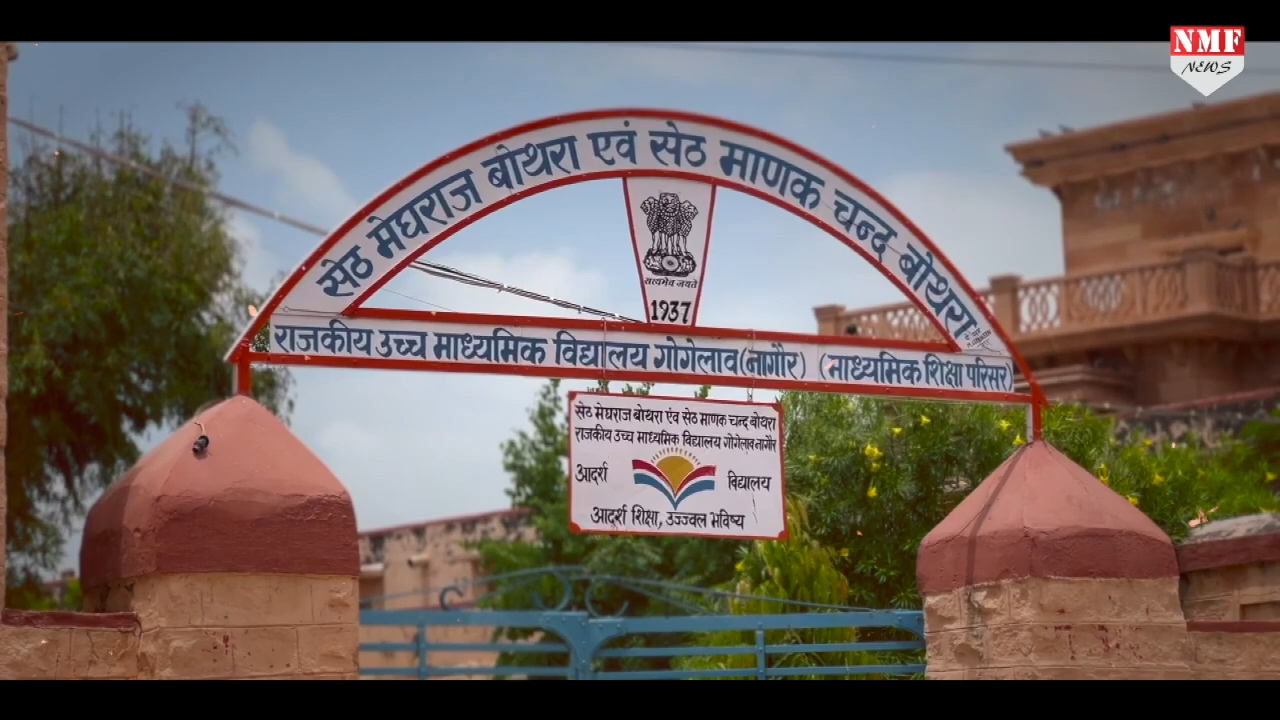 NMF
NEWS
सेठ मेघराज बोथरा एवं सेठ माणक चन्द बोथरा
सत्यमेव जयते
1937
राजकीय उच्च माध्यमिक विद्यालय गोगेलाव(नागौर) (माध्यमिक शिक्षा परिसर)
सेठ मेघराज बोथरा एंव सेठ माणक चन्द बोथरा
राजकीय उच्च माध्यमिक विद्यालय गोगेलाव नागौर
आदर्श विद्यालय
आदर्श शिक्षा, उज्ज्वल भविष्य